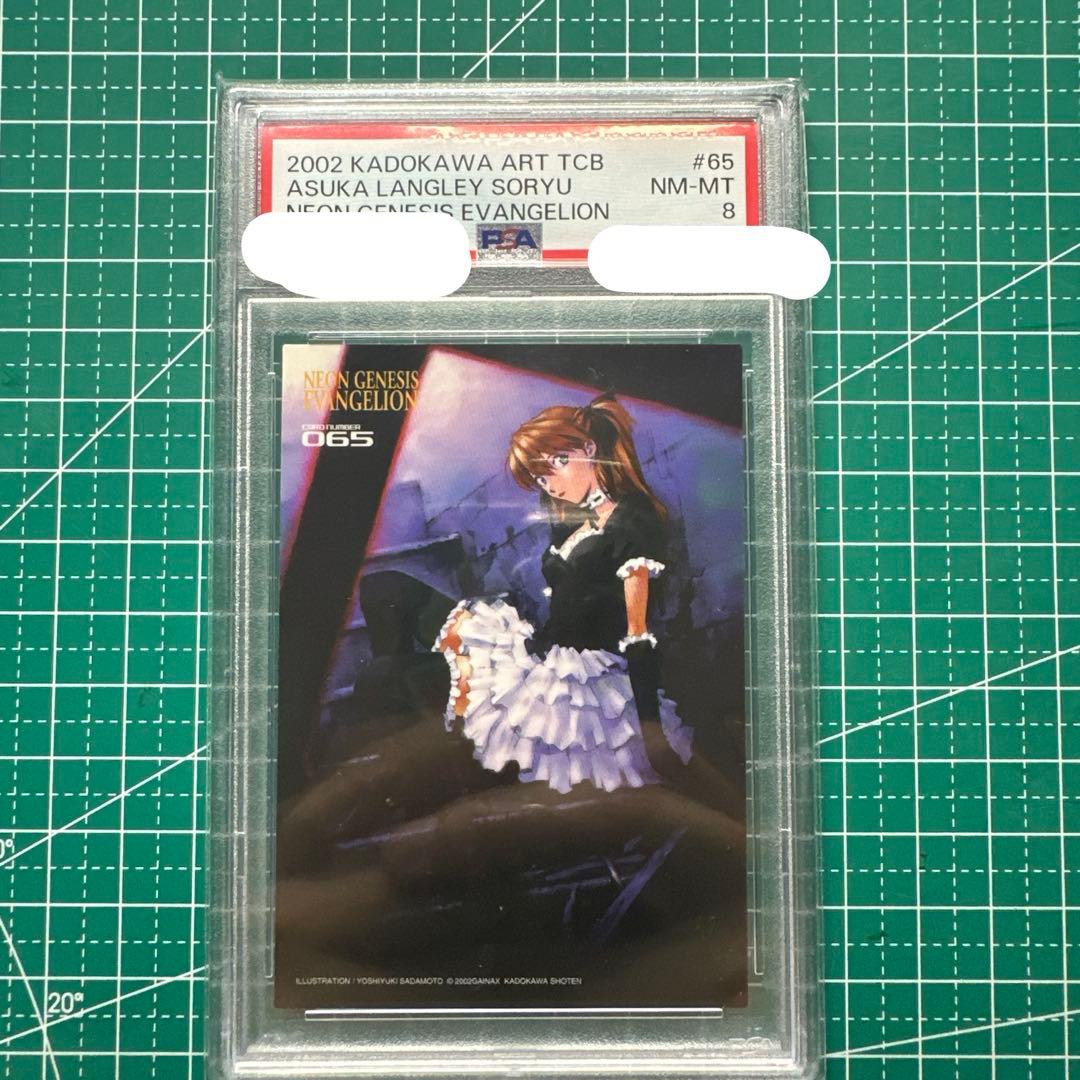 2002 KADOKAWA ART TCB #65
ASUKA LANGLEY SORYU NM-MT
NEON GENESIS EVANGELION 8
PSA
NEON GENESIS
EVANGELION
CARD NUMBER
065
ILLUSTRATION / YOSHIYUKI SADAMOTO © 2002GAINAX KADOKAWA SHOTEN
20°